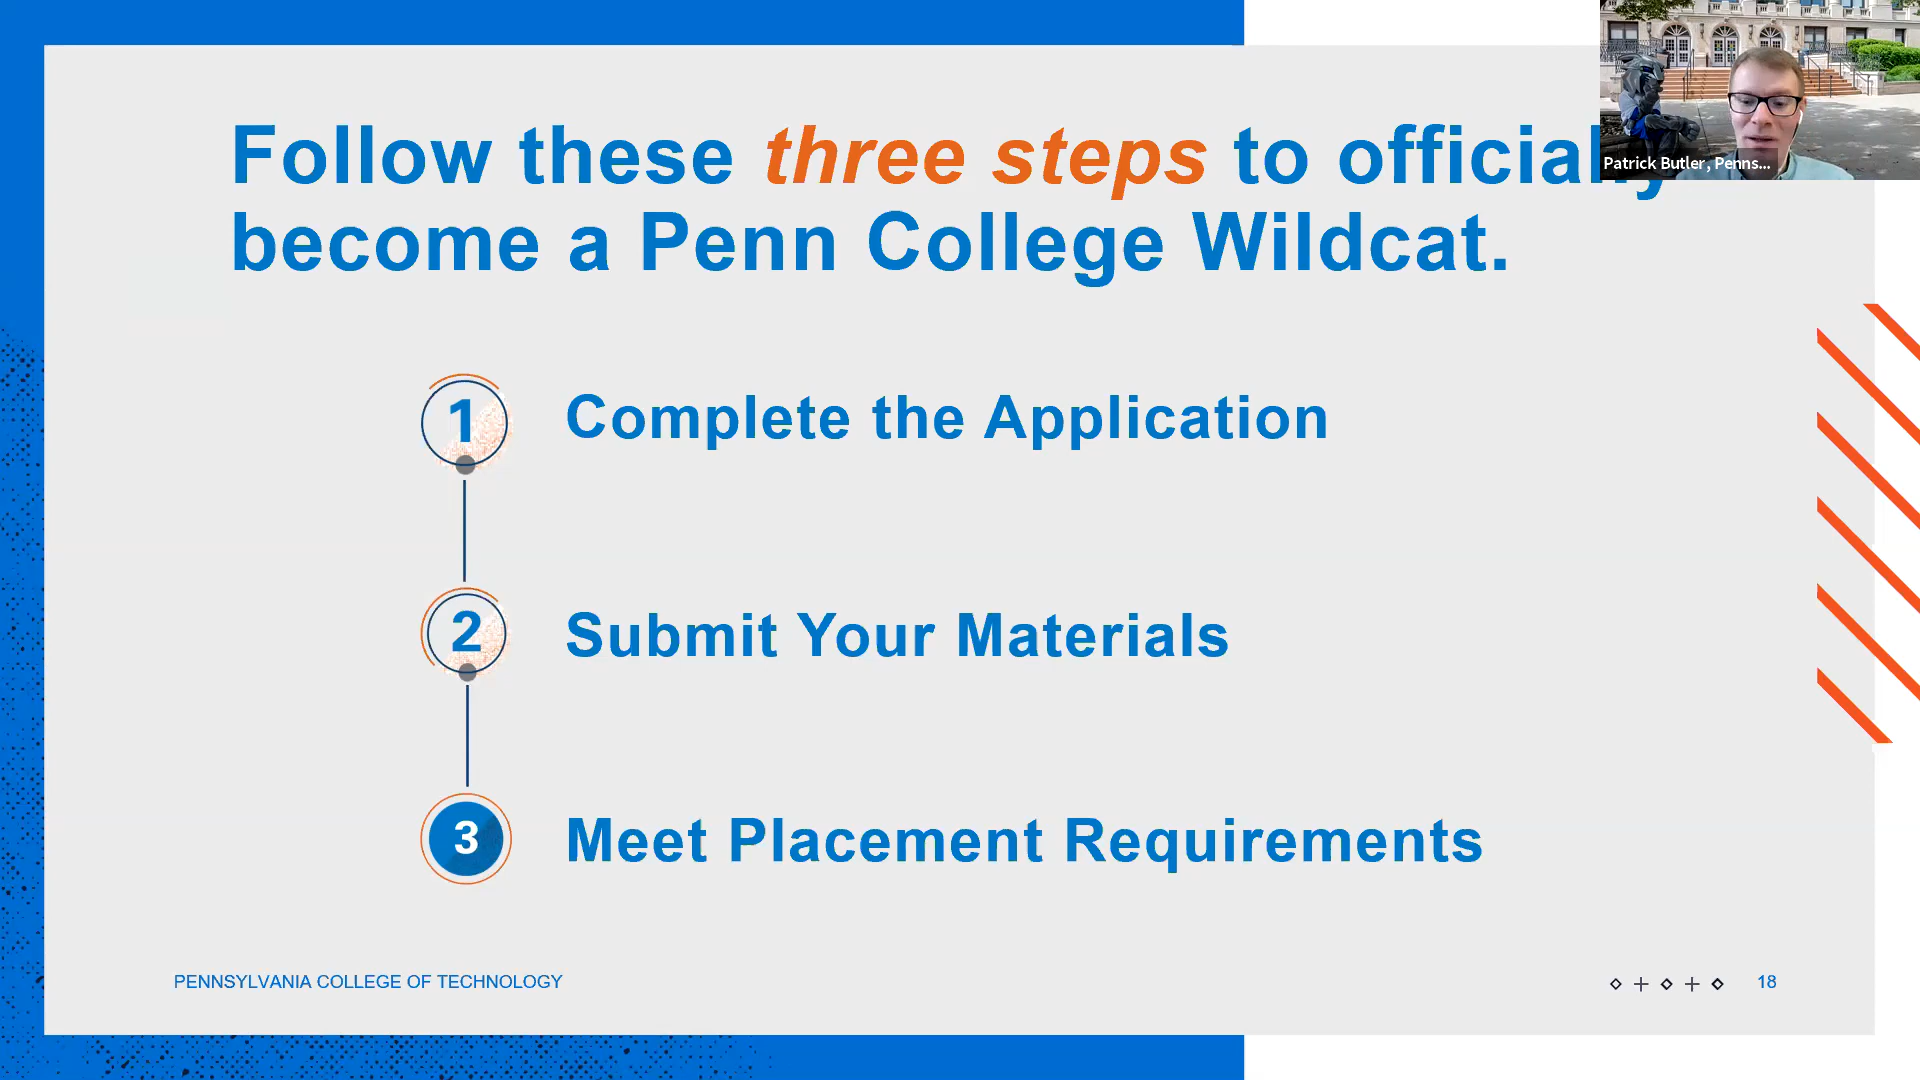 Follow these three steps to officially
become a Penn College Wildcat.
Patrick Butler, Penns...
1 Complete the Application
2 Submit Your Materials
3 Meet Placement Requirements
PENNSYLVANIA COLLEGE OF TECHNOLOGY
18